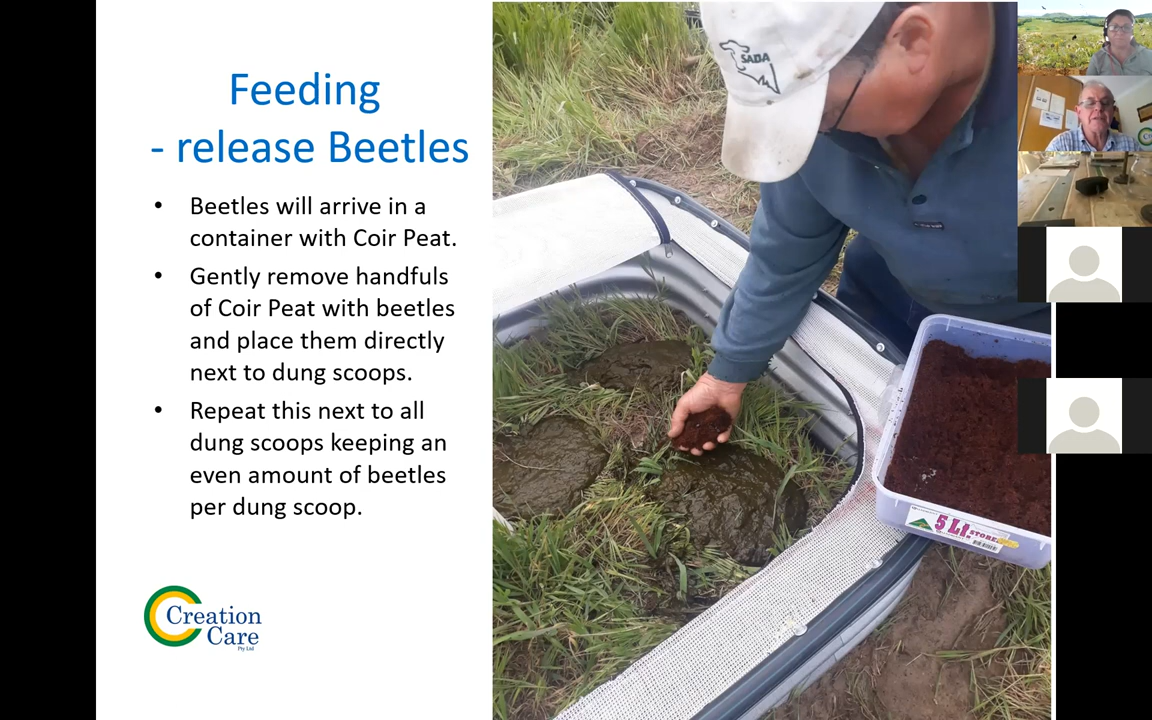 Feeding
- release Beetles
• Beetles will arrive in a
container with Coir Peat.
• Gently remove handfuls
of Coir Peat with beetles
and place them directly
next to dung scoops.
• Repeat this next to all
dung scoops keeping an
even amount of beetles
per dung scoop.
Creation
Care
Pty Ltd
SADA
5 Lt.